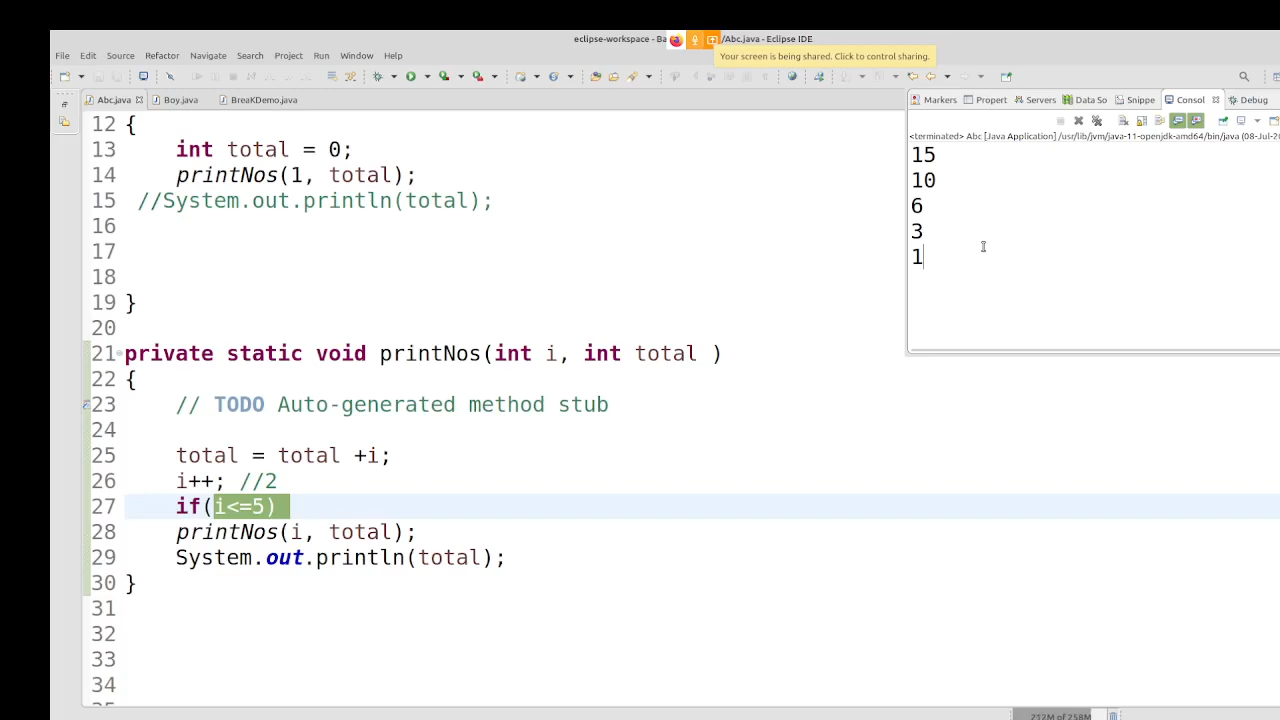 eclipse-workspace - Ba /Abc.java - Eclipse IDE
Your screen is being shared. Click to control sharing.
File Edit Source Refactor Navigate Search Project Run Window Help
Abc.java Boy.java BreaKDemo.java
Markers Propert Servers Data So Snippe Consol Debug
<terminated> Abc [Java Application] /usr/lib/jvm/java-11-openjdk-amd64/bin/java (08-Jul-20
15
10
6
3
1
12 {
13 int total = 0;
14 printNos(1, total);
15 //System.out.println(total);
16
17
18
19 }
20
21 private static void printNos(int i, int total )
22 {
23 // TODO Auto-generated method stub
24
25 total = total +i;
26 i++; //2
27 if(i<=5)
28 printNos(i, total);
29 System.out.println(total);
30 }
31
32
33
34
212M of 258M